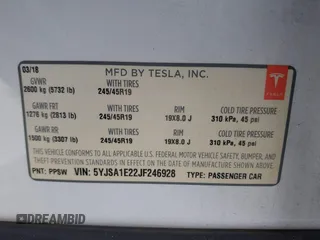 03/18
MFD BY TESLA, INC.
GVWR
2600 kg (5732 lb)
WITH TIRES
245/45R19
TESLA
GAWR FRT
1276 kg (2813 lb)
WITH TIRES
245/45R19
RIM
19X8.0 J
COLD TIRE PRESSURE
310 kPa, 45 psi
GAWR RR
1500 kg (3307 lb)
WITH TIRES
245/45R19
RIM
19X8.0 J
COLD TIRE PRESSURE
310 kPa, 45 psi
THIS VEHICLE CONFORMS TO ALL APPLICABLE U.S. FEDERAL MOTOR VEHICLE SAFETY, BUMPER, AND
THEFT PREVENTION STANDARDS IN EFFECT ON THE DATE OF MANUFACTURE SHOWN ABOVE.
PNT: PPSW
VIN: 5YJSA1E22JF246928
TYPE: PASSENGER CAR
DIRABMID